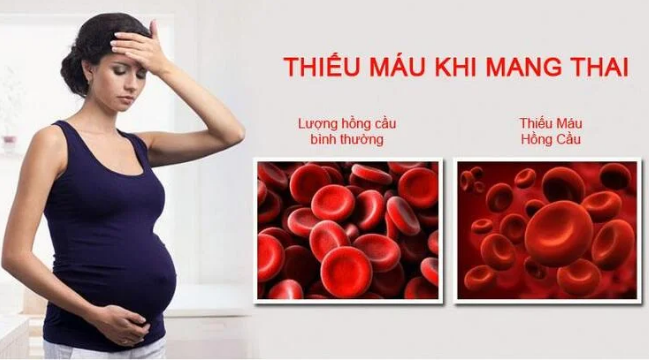 THIẾU MÁU KHI MANG THAI
Lượng hồng cầu
bình thường
Thiếu Máu
Hồng Cầu